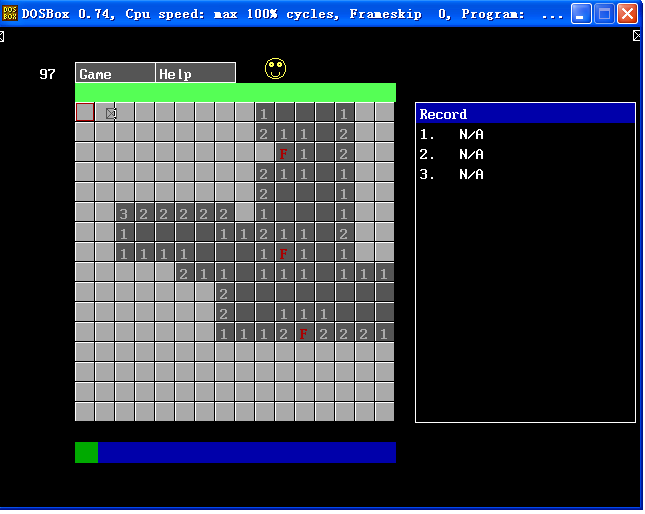 DOS BOX
DOSBox 0.74, Cpu speed: max 100% cycles, Frameskip 0, Program: ...
97 Game Help
Record
1. N/A
2. N/A
3. N/A
1 1
2 1 1 2
F 1 2
2 1 1 1
2 1
3 2 2 2 2 2 1 1
1 1 1 2 1 1 2
1 1 1 1 1 F 1 1
2 1 1 1 1 1 1 1 1
2
2 1 1 1
1 1 1 2 F 2 2 2 1